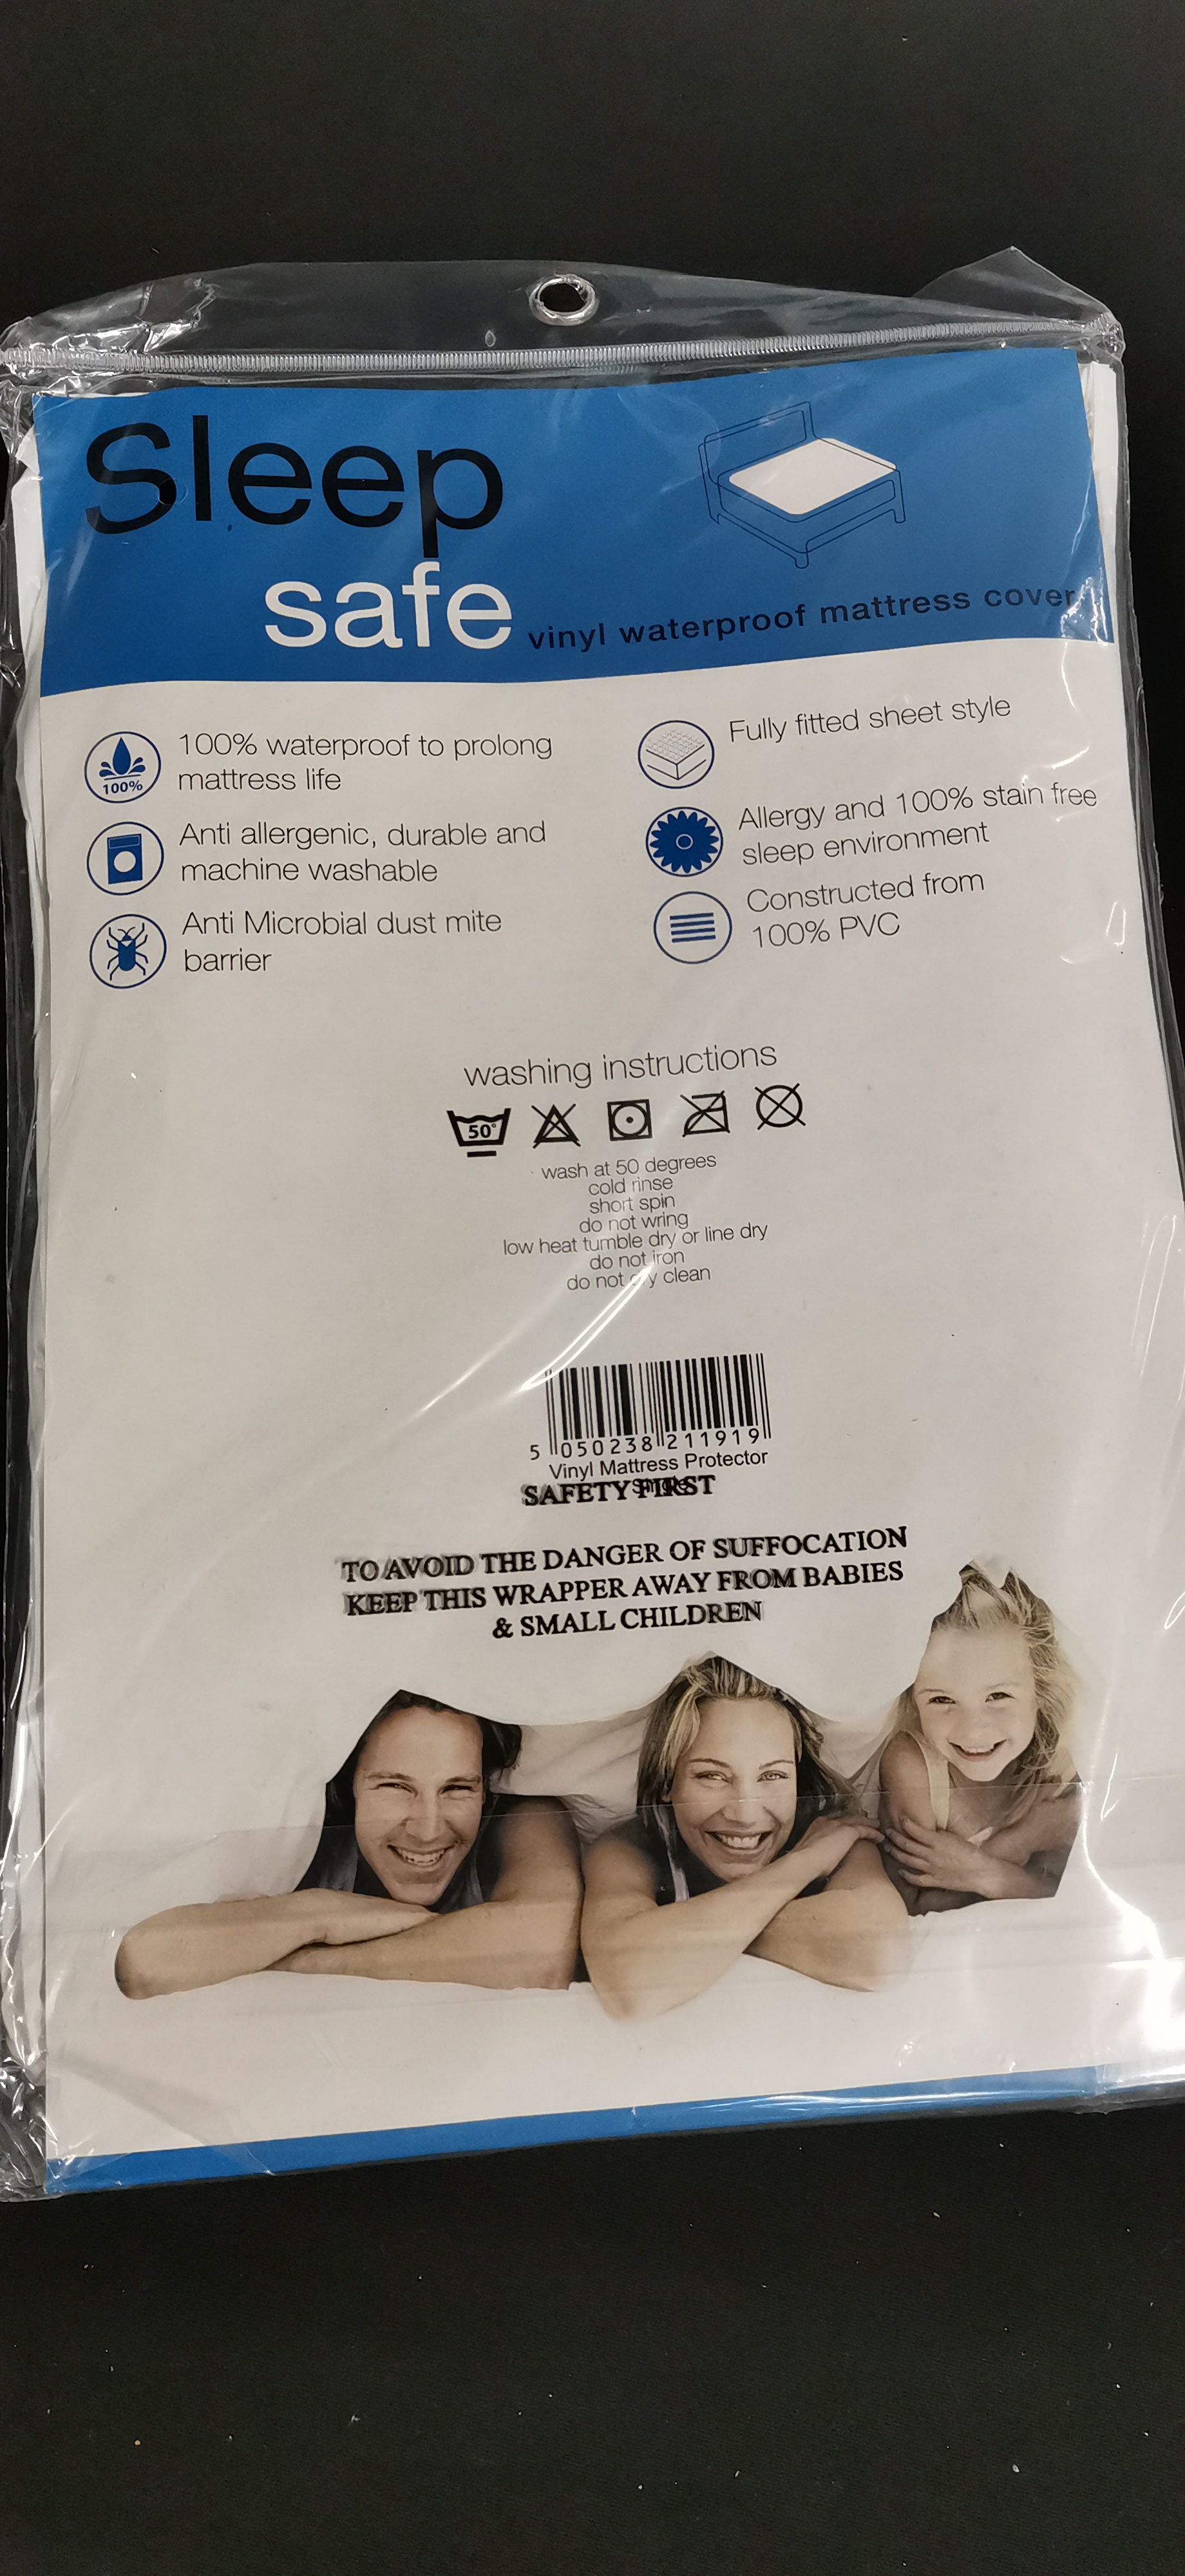 Sleep
safe
vinyl waterproof mattress cover
100%
100% waterproof to prolong
mattress life
Anti allergenic, durable and
machine washable
Anti Microbial dust mite
barrier
Fully fitted sheet style
Allergy and 100% stain free
sleep environment
Constructed from
100% PVC
washing instructions
50°
wash at 50 degrees
cold rinse
short spin
do not wring
low heat tumble dry or line dry
do not iron
do not dry clean
5 050238 211919
Vinyl Mattress Protector
Single
SAFETY FIRST
TO AVOID THE DANGER OF SUFFOCATION
KEEP THIS WRAPPER AWAY FROM BABIES
& SMALL CHILDREN